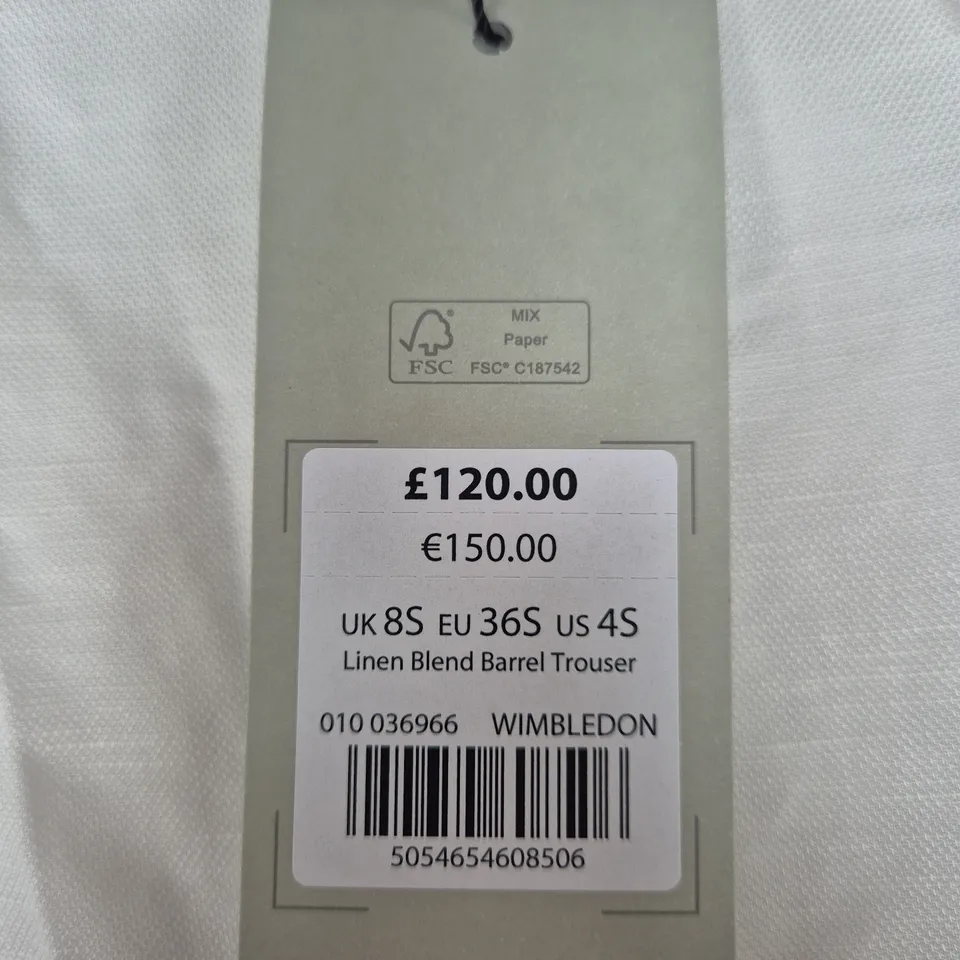 MIX
Paper
FSC® FSC® C187542
£120.00
€150.00
UK 8S EU 36S US 4S
Linen Blend Barrel Trouser
010 036966 WIMBLEDON
5054654608506